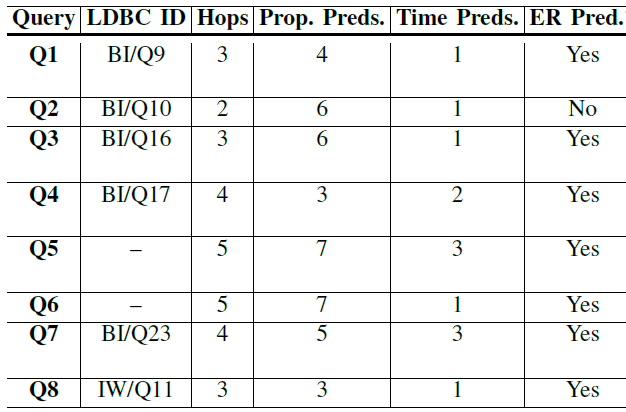 Query LDBC ID Hops Prop. Preds. Time Preds. ER Pred.
Q1 BI/Q9 3 4 1 Yes
Q2 BI/Q10 2 6 1 No
Q3 BI/Q16 3 6 1 Yes
Q4 BI/Q17 4 3 2 Yes
Q5 – 5 7 3 Yes
Q6 – 5 7 1 Yes
Q7 BI/Q23 4 5 3 Yes
Q8 IW/Q11 3 3 1 Yes